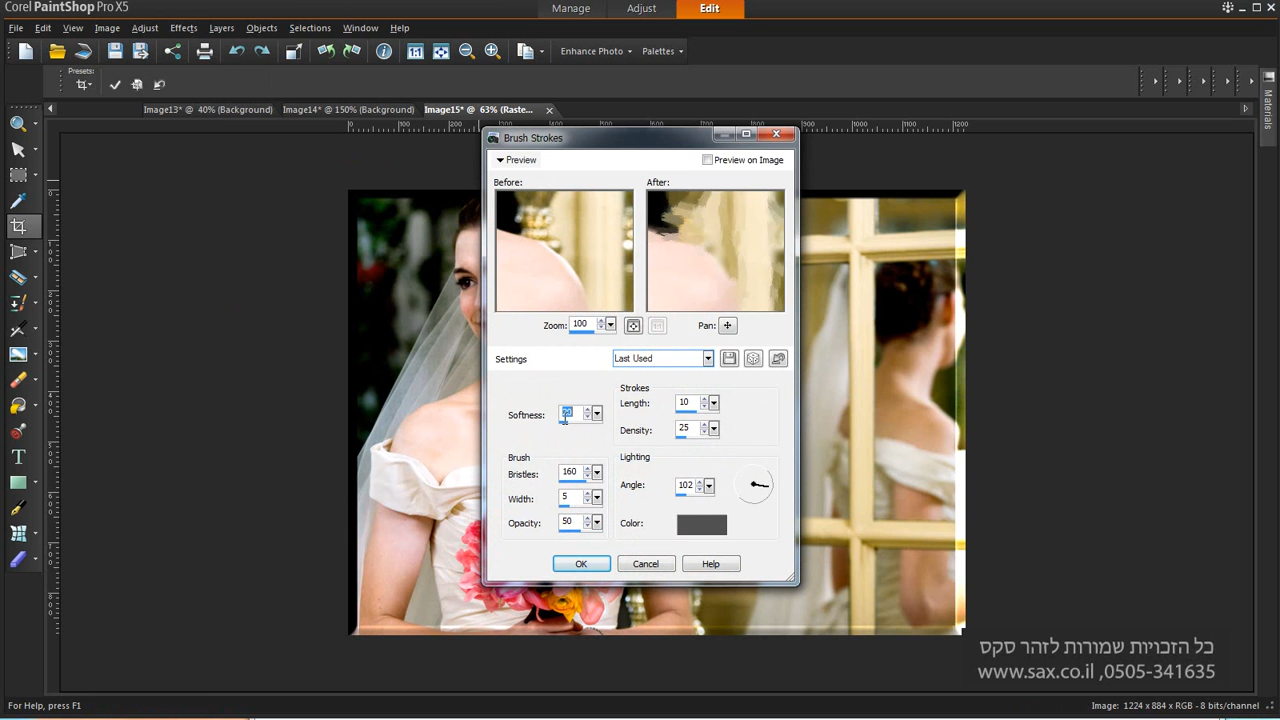 Corel PaintShop Pro X5
Manage
Adjust
Edit
File
Edit
View
Image
Adjust
Effects
Layers
Objects
Selections
Window
Help
Enhance Photo
Palettes
Presets:
Materials
Image13* @ 40% (Background)
Image14* @ 150% (Background)
Image15* @ 63% (Raste...
Brush Strokes
Preview
Preview on Image
Before:
After:
Zoom:
100
Pan:
Settings
Last Used
Softness:
Strokes
Length:
10
Density:
25
Brush
Bristles:
160
Width:
5
Opacity:
50
Lighting
Angle:
102
Color:
OK
Cancel
Help
כל הזכויות שמורות לזהר סקס
www.sax.co.il ,0505-341635
For Help, press F1
Image: 1224 x 884 x RGB - 8 bits/channel